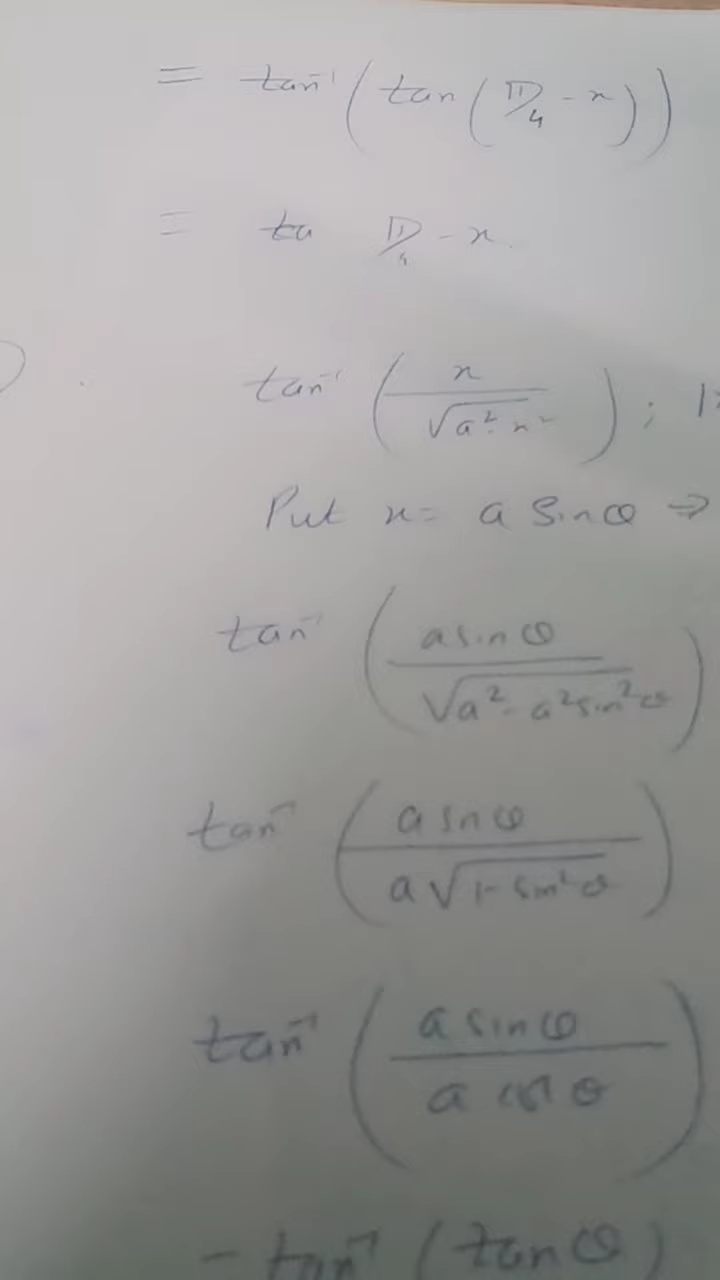 = tan⁻¹ ( tan ( π/4 - x ) )
= ta π/4 - x.
tan⁻¹ ( x / √a² - x² ) ; |x
Put x = a sin θ ⇒
tan⁻¹ ( a sin θ / √a² - a² sin² θ )
tan⁻¹ ( a sin θ / a √1 - sin² θ )
tan⁻¹ ( a sin θ / a cos θ )
- tan⁻¹ ( tan θ )